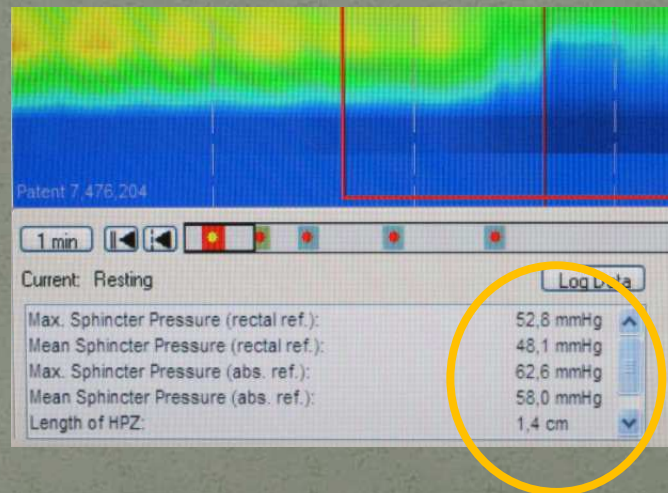 Patent 7,476,204
1 min
Current: Resting
Log Data
Max. Sphincter Pressure (rectal ref.): 52,8 mmHg
Mean Sphincter Pressure (rectal ref.): 48,1 mmHg
Max. Sphincter Pressure (abs. ref.): 62,6 mmHg
Mean Sphincter Pressure (abs. ref.): 58,0 mmHg
Length of HPZ: 1,4 cm